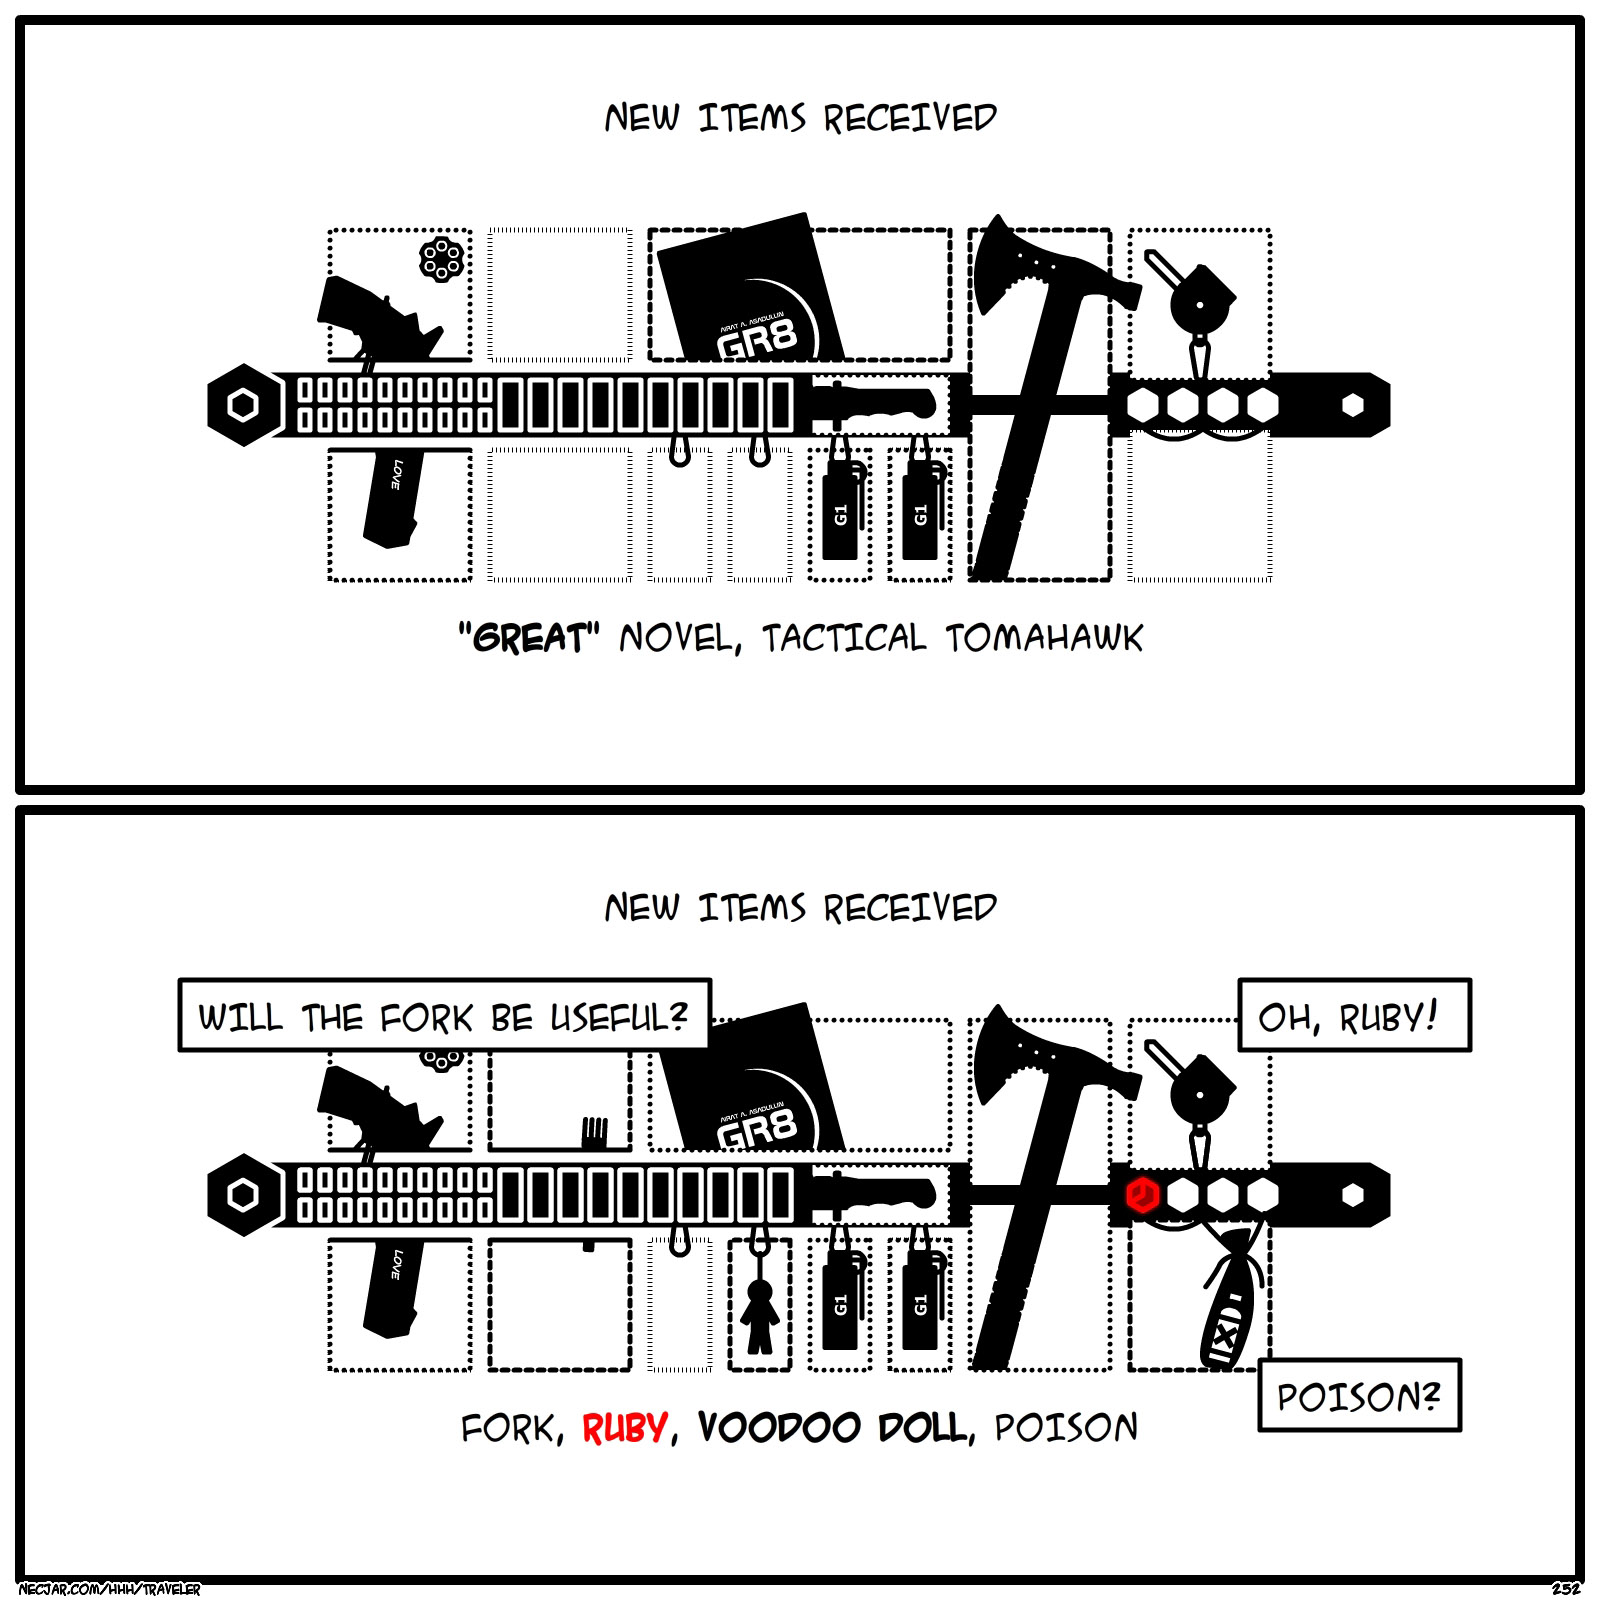 NEW ITEMS RECEIVED
AIRAT A. ASADULLIN
GR8
LOVE
G1
G1
"GREAT" NOVEL, TACTICAL TOMAHAWK
NEW ITEMS RECEIVED
WILL THE FORK BE USEFUL?
OH, RUBY!
AIRAT A. ASADULLIN
GR8
LOVE
G1
G1
XD
POISON?
FORK, RUBY, VOODOO DOLL, POISON
NECJAR.COM/HHH/TRAVELER
252